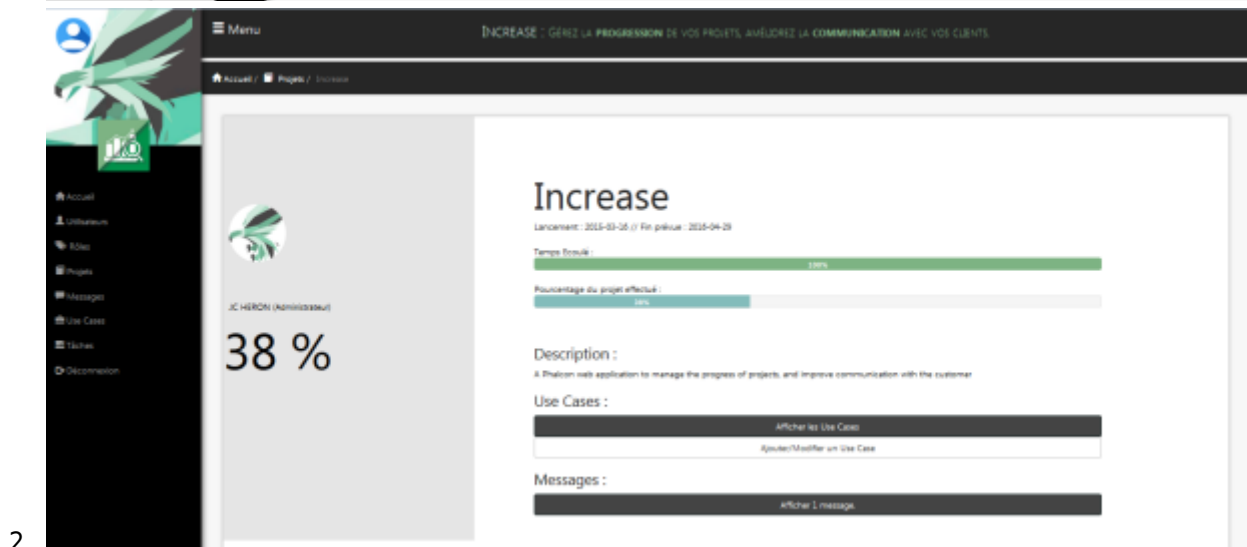 Menu
INCREASE : GÉREZ LA PROGRESSION DE VOS PROJETS, AMÉLIOREZ LA COMMUNICATION AVEC VOS CLIENTS.
Accueil / Projets / Increase
Accueil
Utilisateurs
Rôles
Projets
Messages
Use Cases
Tâches
Déconnexion
JC HERON (Administrateur)
38 %
Increase
Lancement : 2015-03-16 // Fin prévue : 2016-04-29
Temps Ecoulé :
100%
Pourcentage du projet effectué :
38%
Description :
A Phalcon web application to manage the progress of projects, and improve communication with the customer
Use Cases :
Afficher les Use Cases
Ajouter/Modifier un Use Case
Messages :
Afficher 1 message.
2